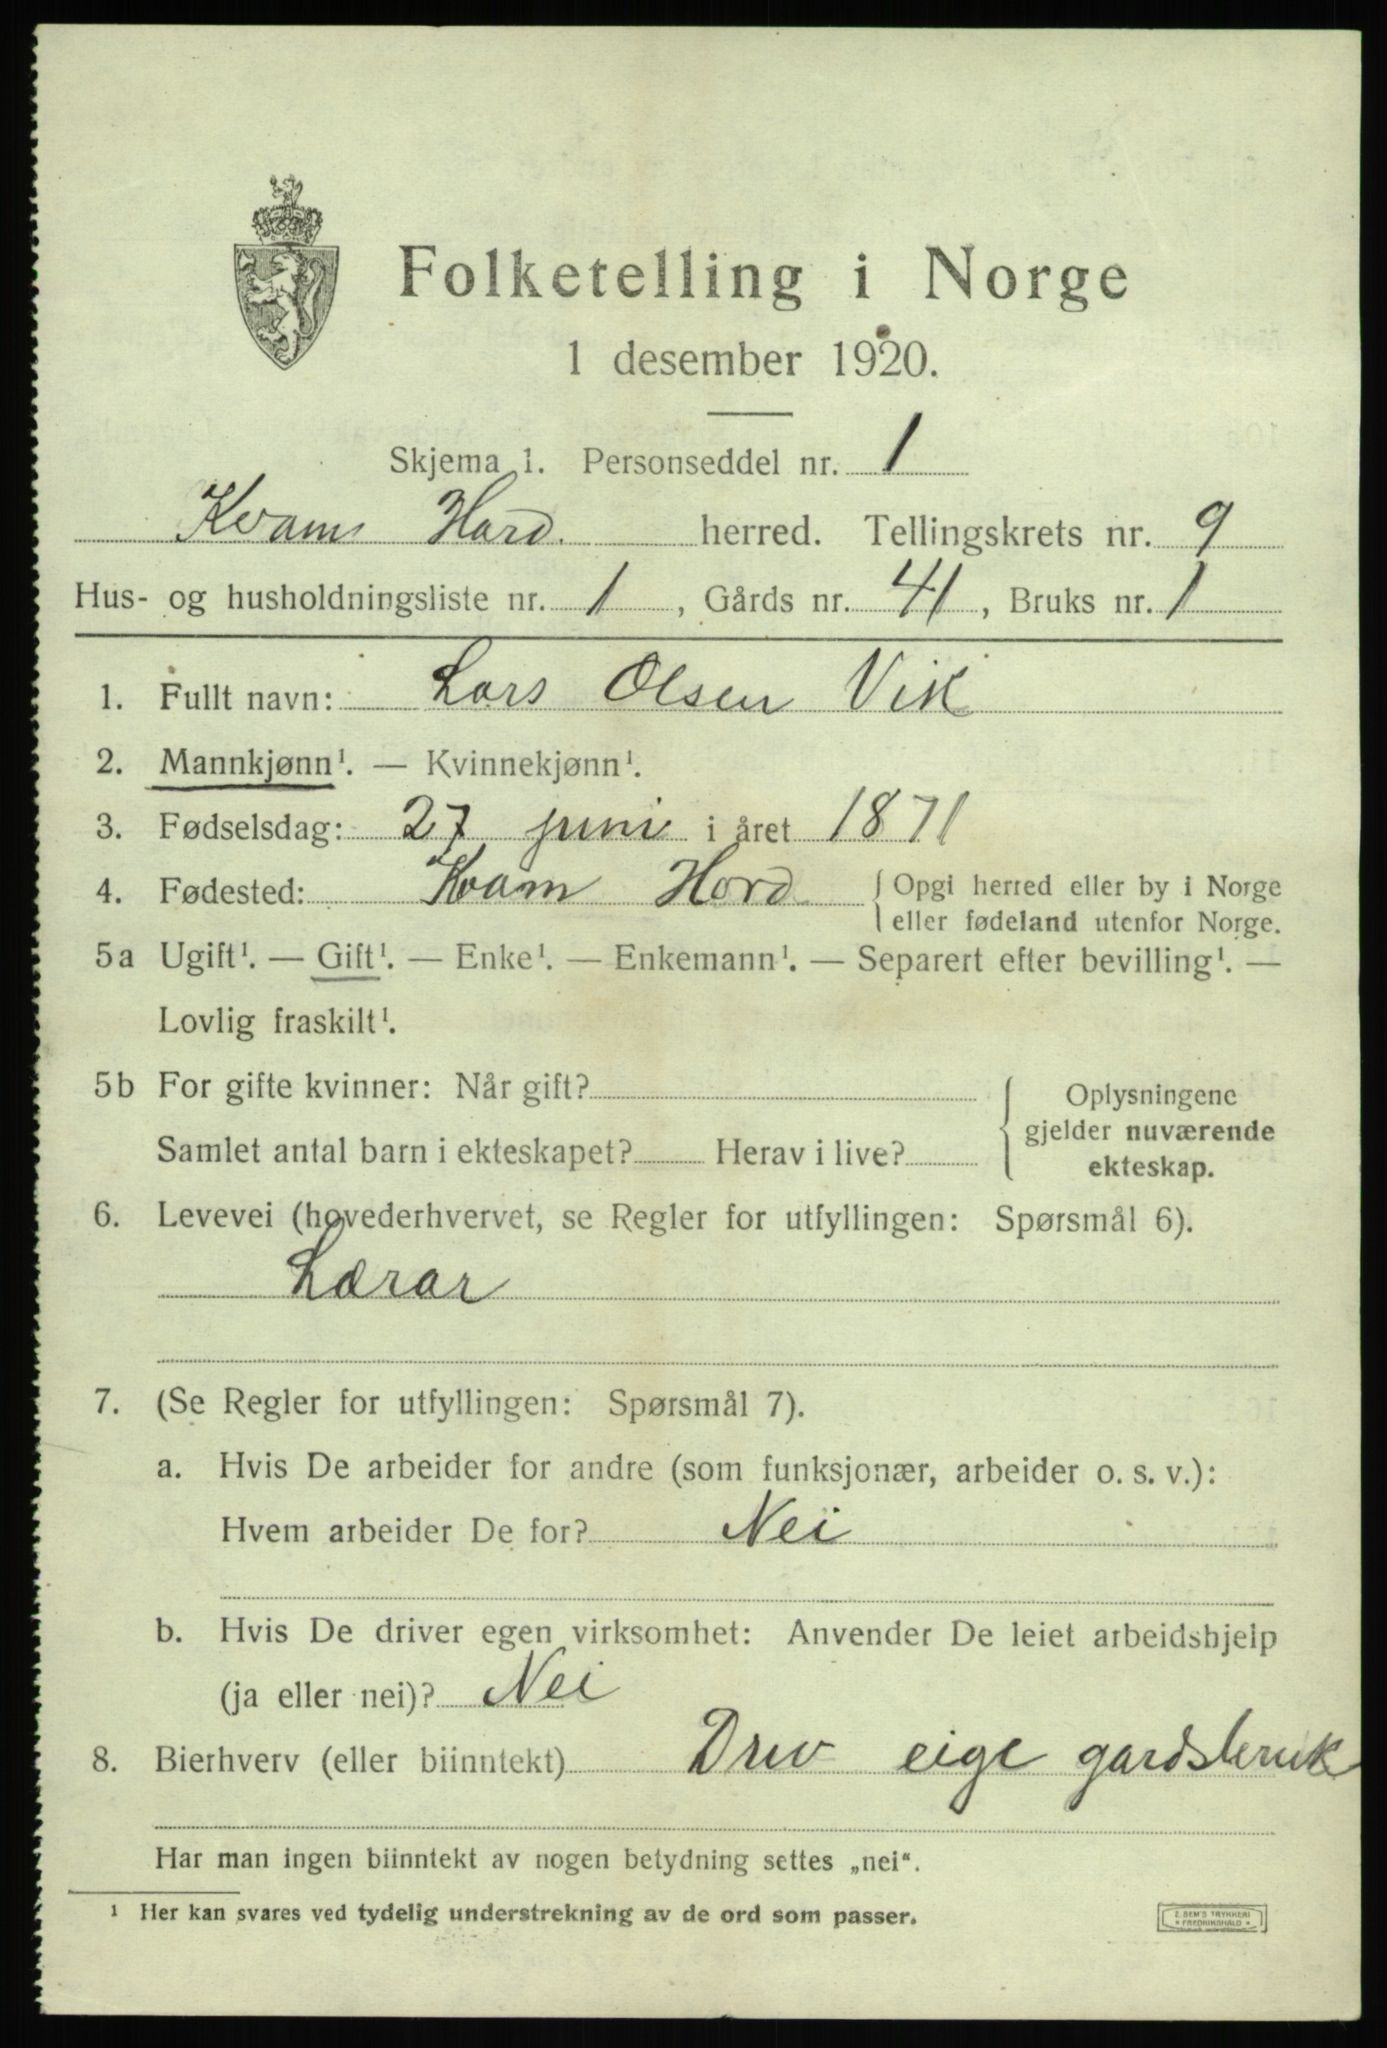 Folketelling i Norge
1 desember 1920.
Skjema 1. Personseddel nr. 1
Kvam Hard. herred. Tellingskrets nr. 9
Hus- og husholdningsliste nr. 1, Gårds nr. 41, Bruks nr. 1
1. Fullt navn: Lars Olsen Vik
2. Mannkjønn¹. — Kvinnekjønn¹.
3. Fødselsdag: 27 juni i året 1871
4. Fødested: Kvam Hord. { Opgi herred eller by i Norge
eller fødeland utenfor Norge.
5a Ugift¹. — Gift¹. — Enke¹. — Enkemann¹. — Separert efter bevilling¹. —
Lovlig fraskilt¹.
5b For gifte kvinner: Når gift? { Oplysningene
gjelder nuværende
Samlet antal barn i ekteskapet? Herav i live?
ekteskap.
6. Levevei (hovederhvervet, se Regler for utfyllingen: Spørsmål 6).
Lærar
7. (Se Regler for utfyllingen: Spørsmål 7).
a. Hvis De arbeider for andre (som funksjonær, arbeider o. s. v.):
Hvem arbeider De for? Nei
b. Hvis De driver egen virksomhet: Anvender De leiet arbeidshjelp
(ja eller nei)? Nei
8. Bierhverv (eller biinntekt) Driv eige gardsbruk
Har man ingen biinntekt av nogen betydning settes „nei“.
¹ Her kan svares ved tydelig understrekning av de ord som passer.
Z. SEM'S TRYKKERI
* FREDRIKSHALD *